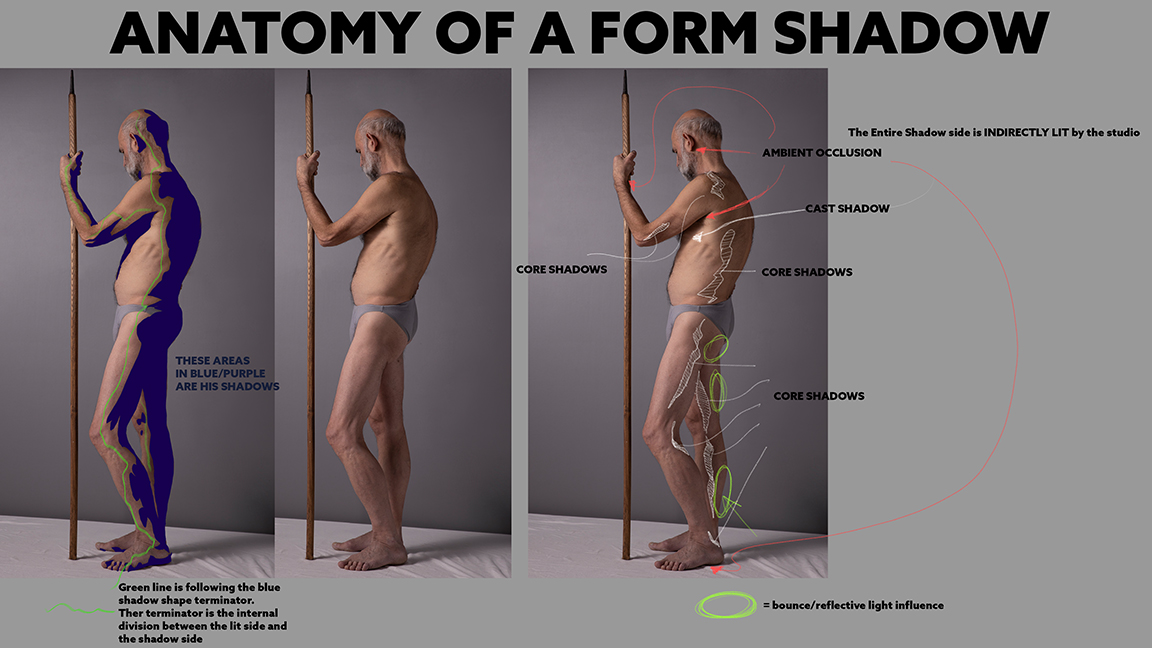 ANATOMY OF A FORM SHADOW
The Entire Shadow side is INDIRECTLY LIT by the studio
AMBIENT OCCLUSION
CAST SHADOW
CORE SHADOWS
CORE SHADOWS
THESE AREAS
IN BLUE/PURPLE
ARE HIS SHADOWS
CORE SHADOWS
Green line is following the blue
shadow shape terminator.
Ther terminator is the internal
division between the lit side and
the shadow side
= bounce/reflective light influence